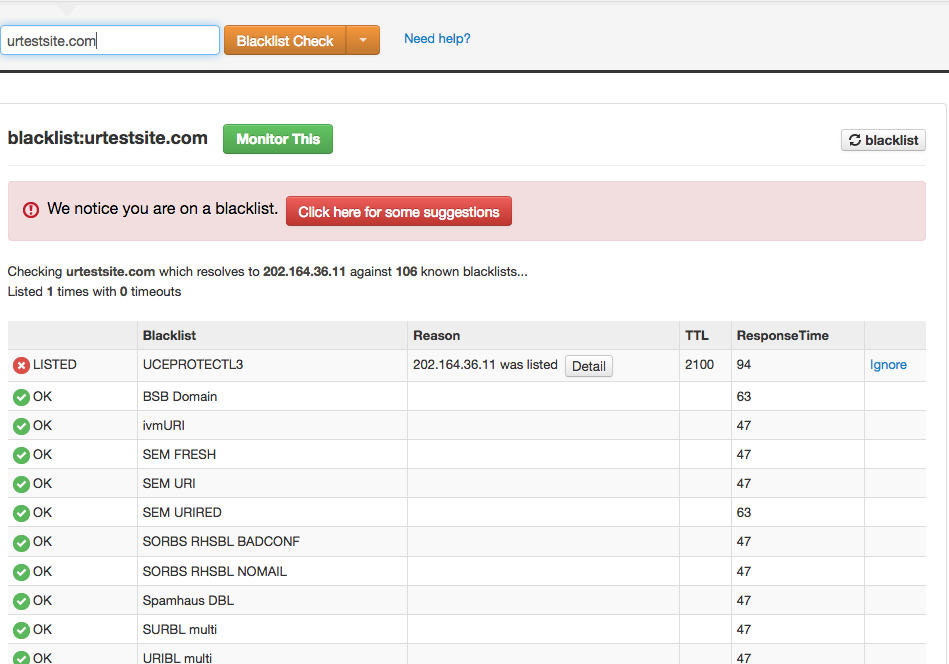 urtestsite.com Blacklist Check Need help?
blacklist:urtestsite.com Monitor This blacklist
We notice you are on a blacklist. Click here for some suggestions
Checking urtestsite.com which resolves to 202.164.36.11 against 106 known blacklists...
Listed 1 times with 0 timeouts
Blacklist Reason TTL ResponseTime
LISTED UCEPROTECTL3 202.164.36.11 was listed Detail 2100 94 Ignore
OK BSB Domain 63
OK ivmURI 47
OK SEM FRESH 47
OK SEM URI 47
OK SEM URIRED 63
OK SORBS RHSBL BADCONF 47
OK SORBS RHSBL NOMAIL 47
OK Spamhaus DBL 47
OK SURBL multi 47
OK URIBL multi 47